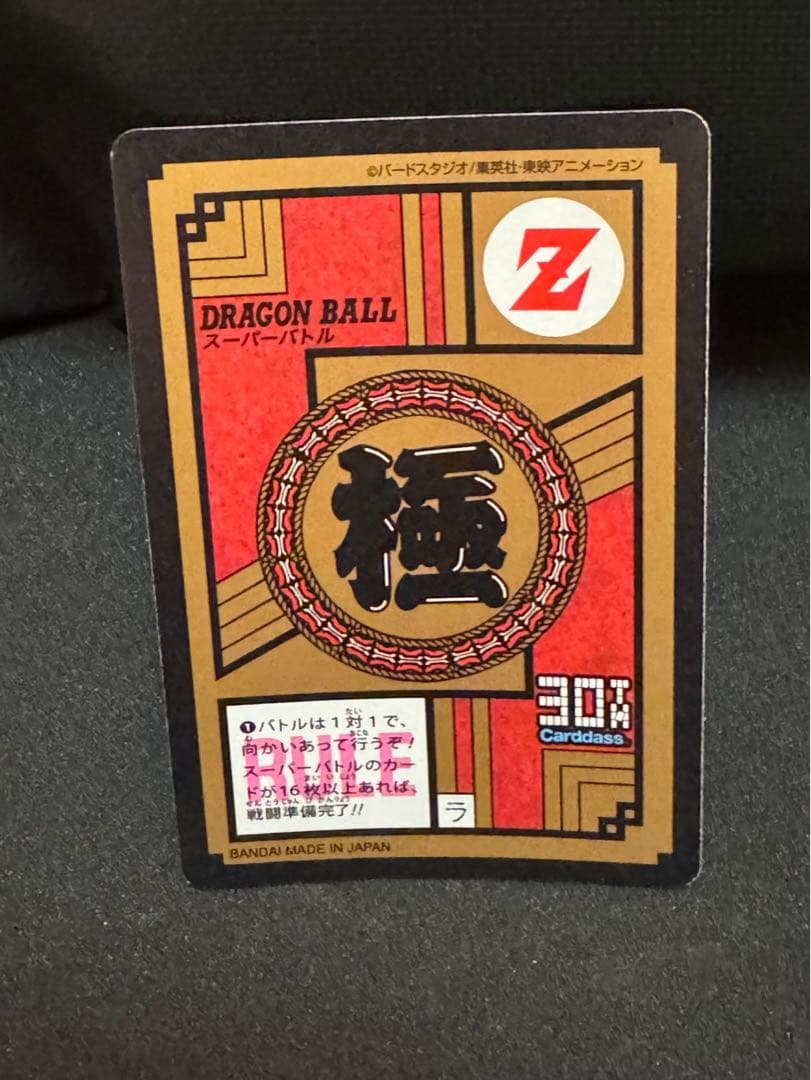 ©バードスタジオ/集英社・東映アニメーション
Z
DRAGON BALL
スーパーバトル
極
30TH
Carddass
RULE
❶バトルは1対1で、
向かいあって行うぞ!
スーパーバトルのカー
ドが16枚以上あれば、
戦闘準備完了!!
ラ
BANDAI MADE IN JAPAN